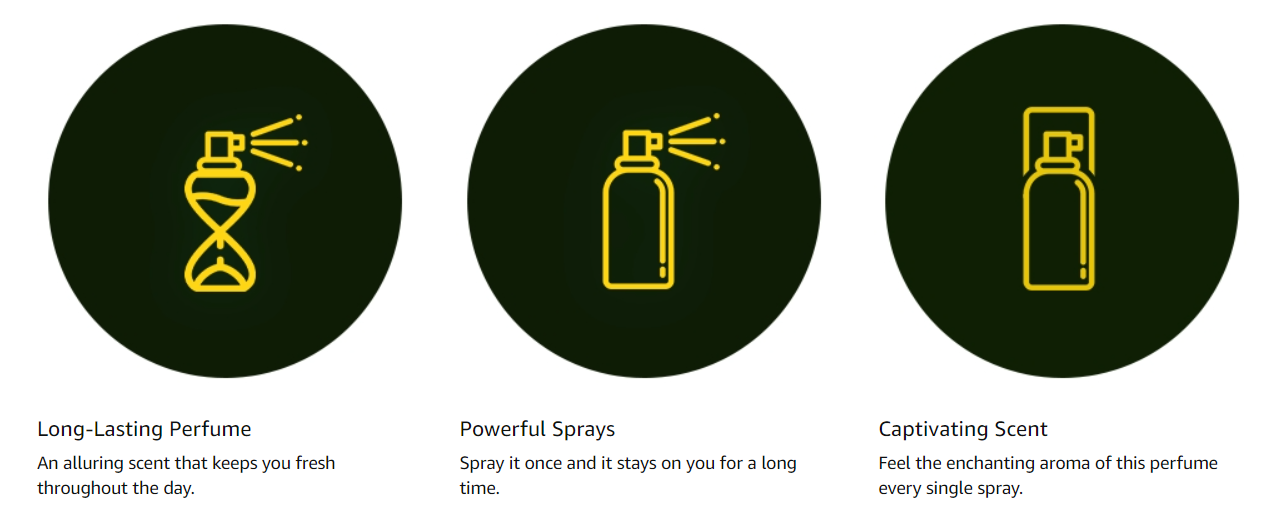 Long-Lasting Perfume
An alluring scent that keeps you fresh
throughout the day.
Powerful Sprays
Spray it once and it stays on you for a long
time.
Captivating Scent
Feel the enchanting aroma of this perfume
every single spray.